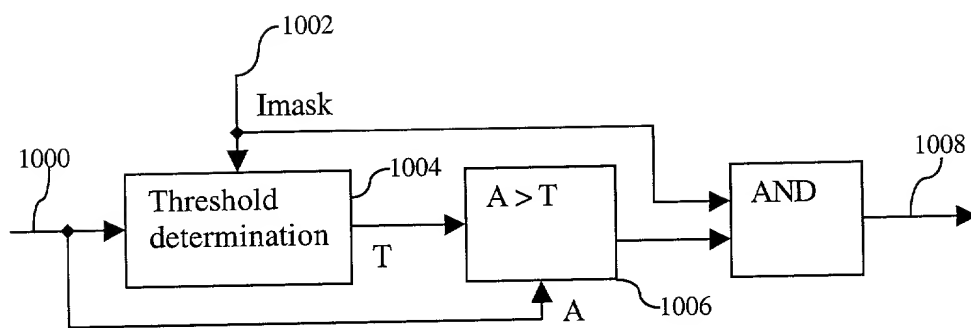 1002
Imask
1000
1004
1008
Threshold
determination
A > T
AND
T
1006
A